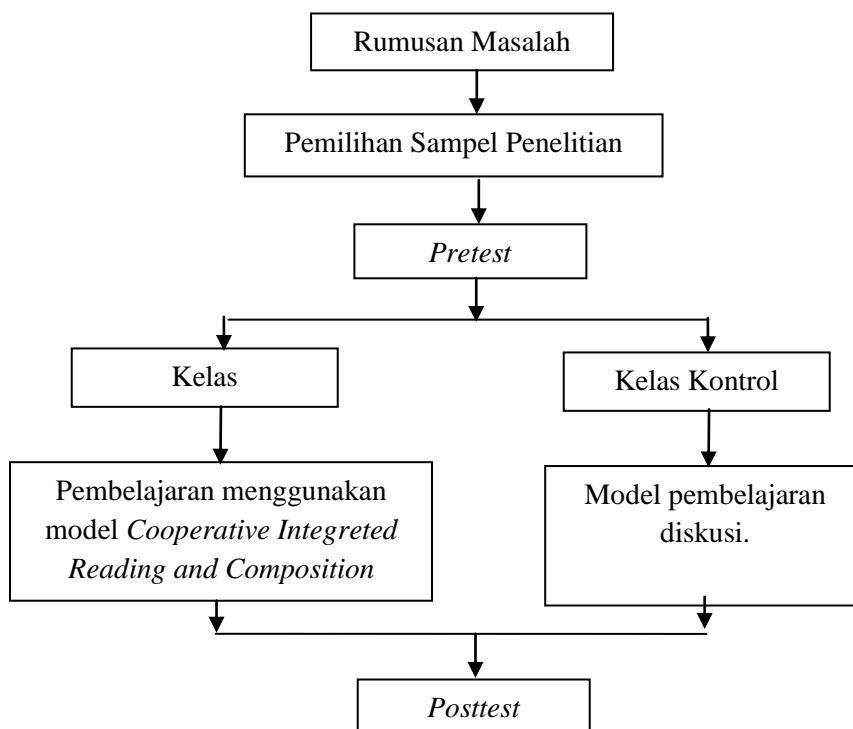 Rumusan Masalah
Pemilihan Sampel Penelitian
Pretest
Kelas
Kelas Kontrol
Pembelajaran menggunakan
model Cooperative Integreted
Reading and Composition
Model pembelajaran
diskusi.
Posttest